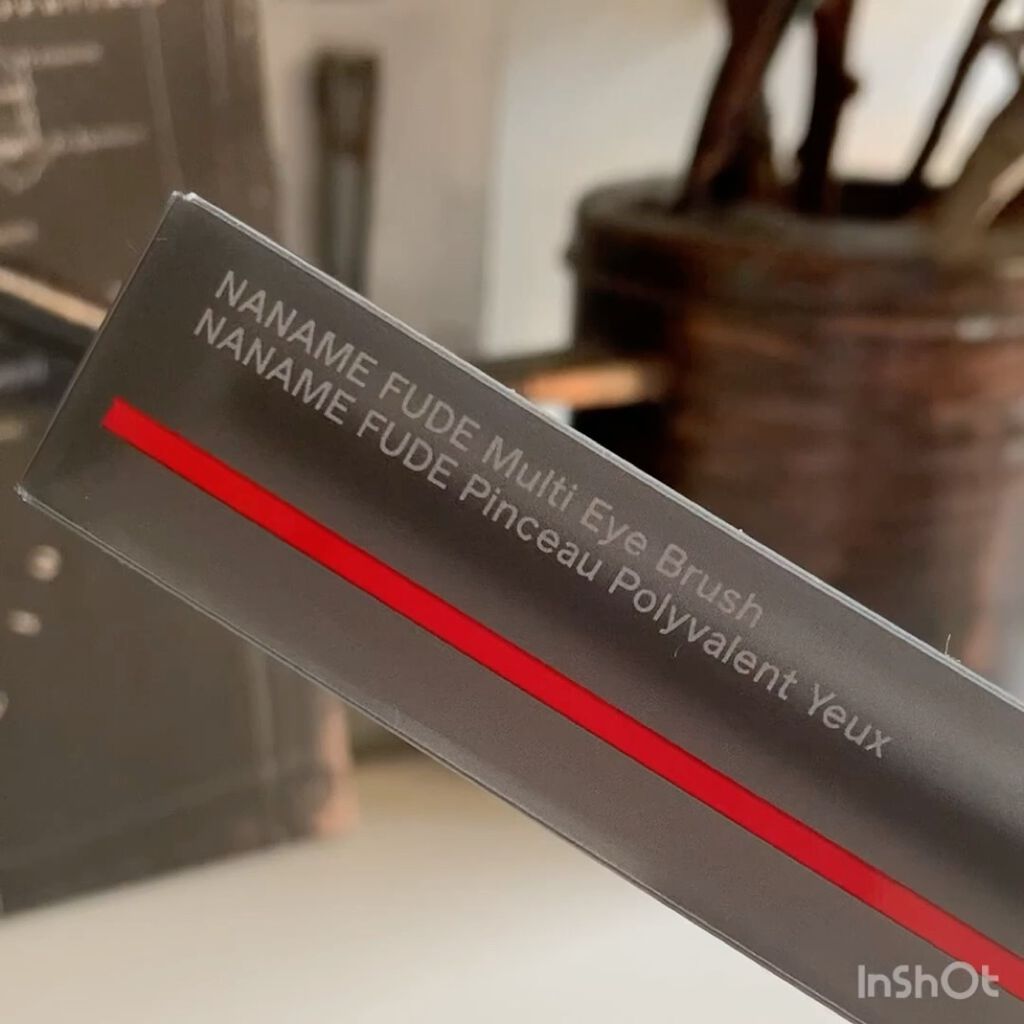 NANAME FUDE Multi Eye Brush
NANAME FUDE Pinceau Polyvalent Yeux
InShOt